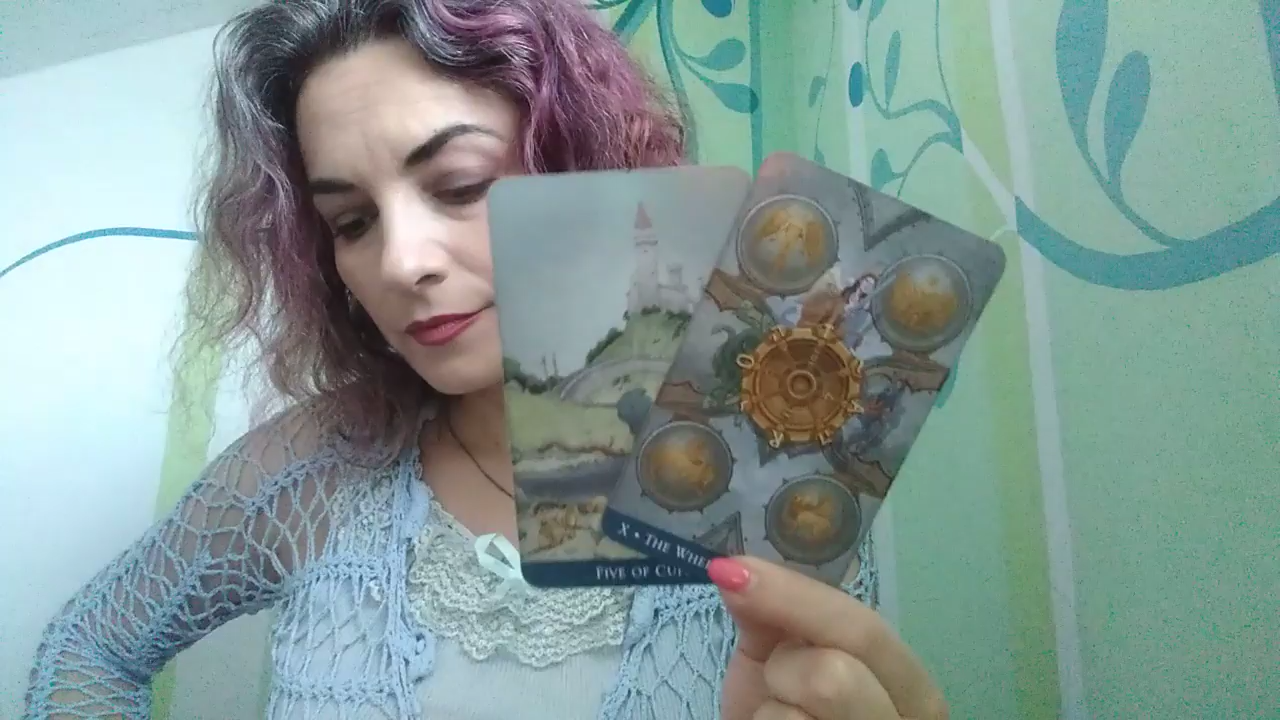 X • THE WHE
FIVE OF CU